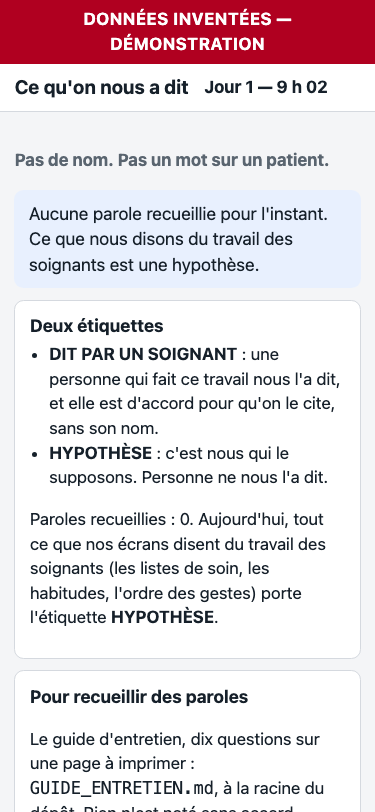 DONNÉES INVENTÉES —
DÉMONSTRATION
Ce qu'on nous a dit Jour 1 — 9 h 02
Pas de nom. Pas un mot sur un patient.
Aucune parole recueillie pour l'instant.
Ce que nous disons du travail des
soignants est une hypothèse.
Deux étiquettes
• DIT PAR UN SOIGNANT : une
personne qui fait ce travail nous l'a dit,
et elle est d'accord pour qu'on le cite,
sans son nom.
• HYPOTHÈSE : c'est nous qui le
supposons. Personne ne nous l'a dit.
Paroles recueillies : 0. Aujourd'hui, tout
ce que nos écrans disent du travail des
soignants (les listes de soin, les
habitudes, l'ordre des gestes) porte
l'étiquette HYPOTHÈSE.
Pour recueillir des paroles
Le guide d'entretien, dix questions sur
une page à imprimer :
GUIDE_ENTRETIEN.md, à la racine du
dépôt. Rien n'est noté sans accord